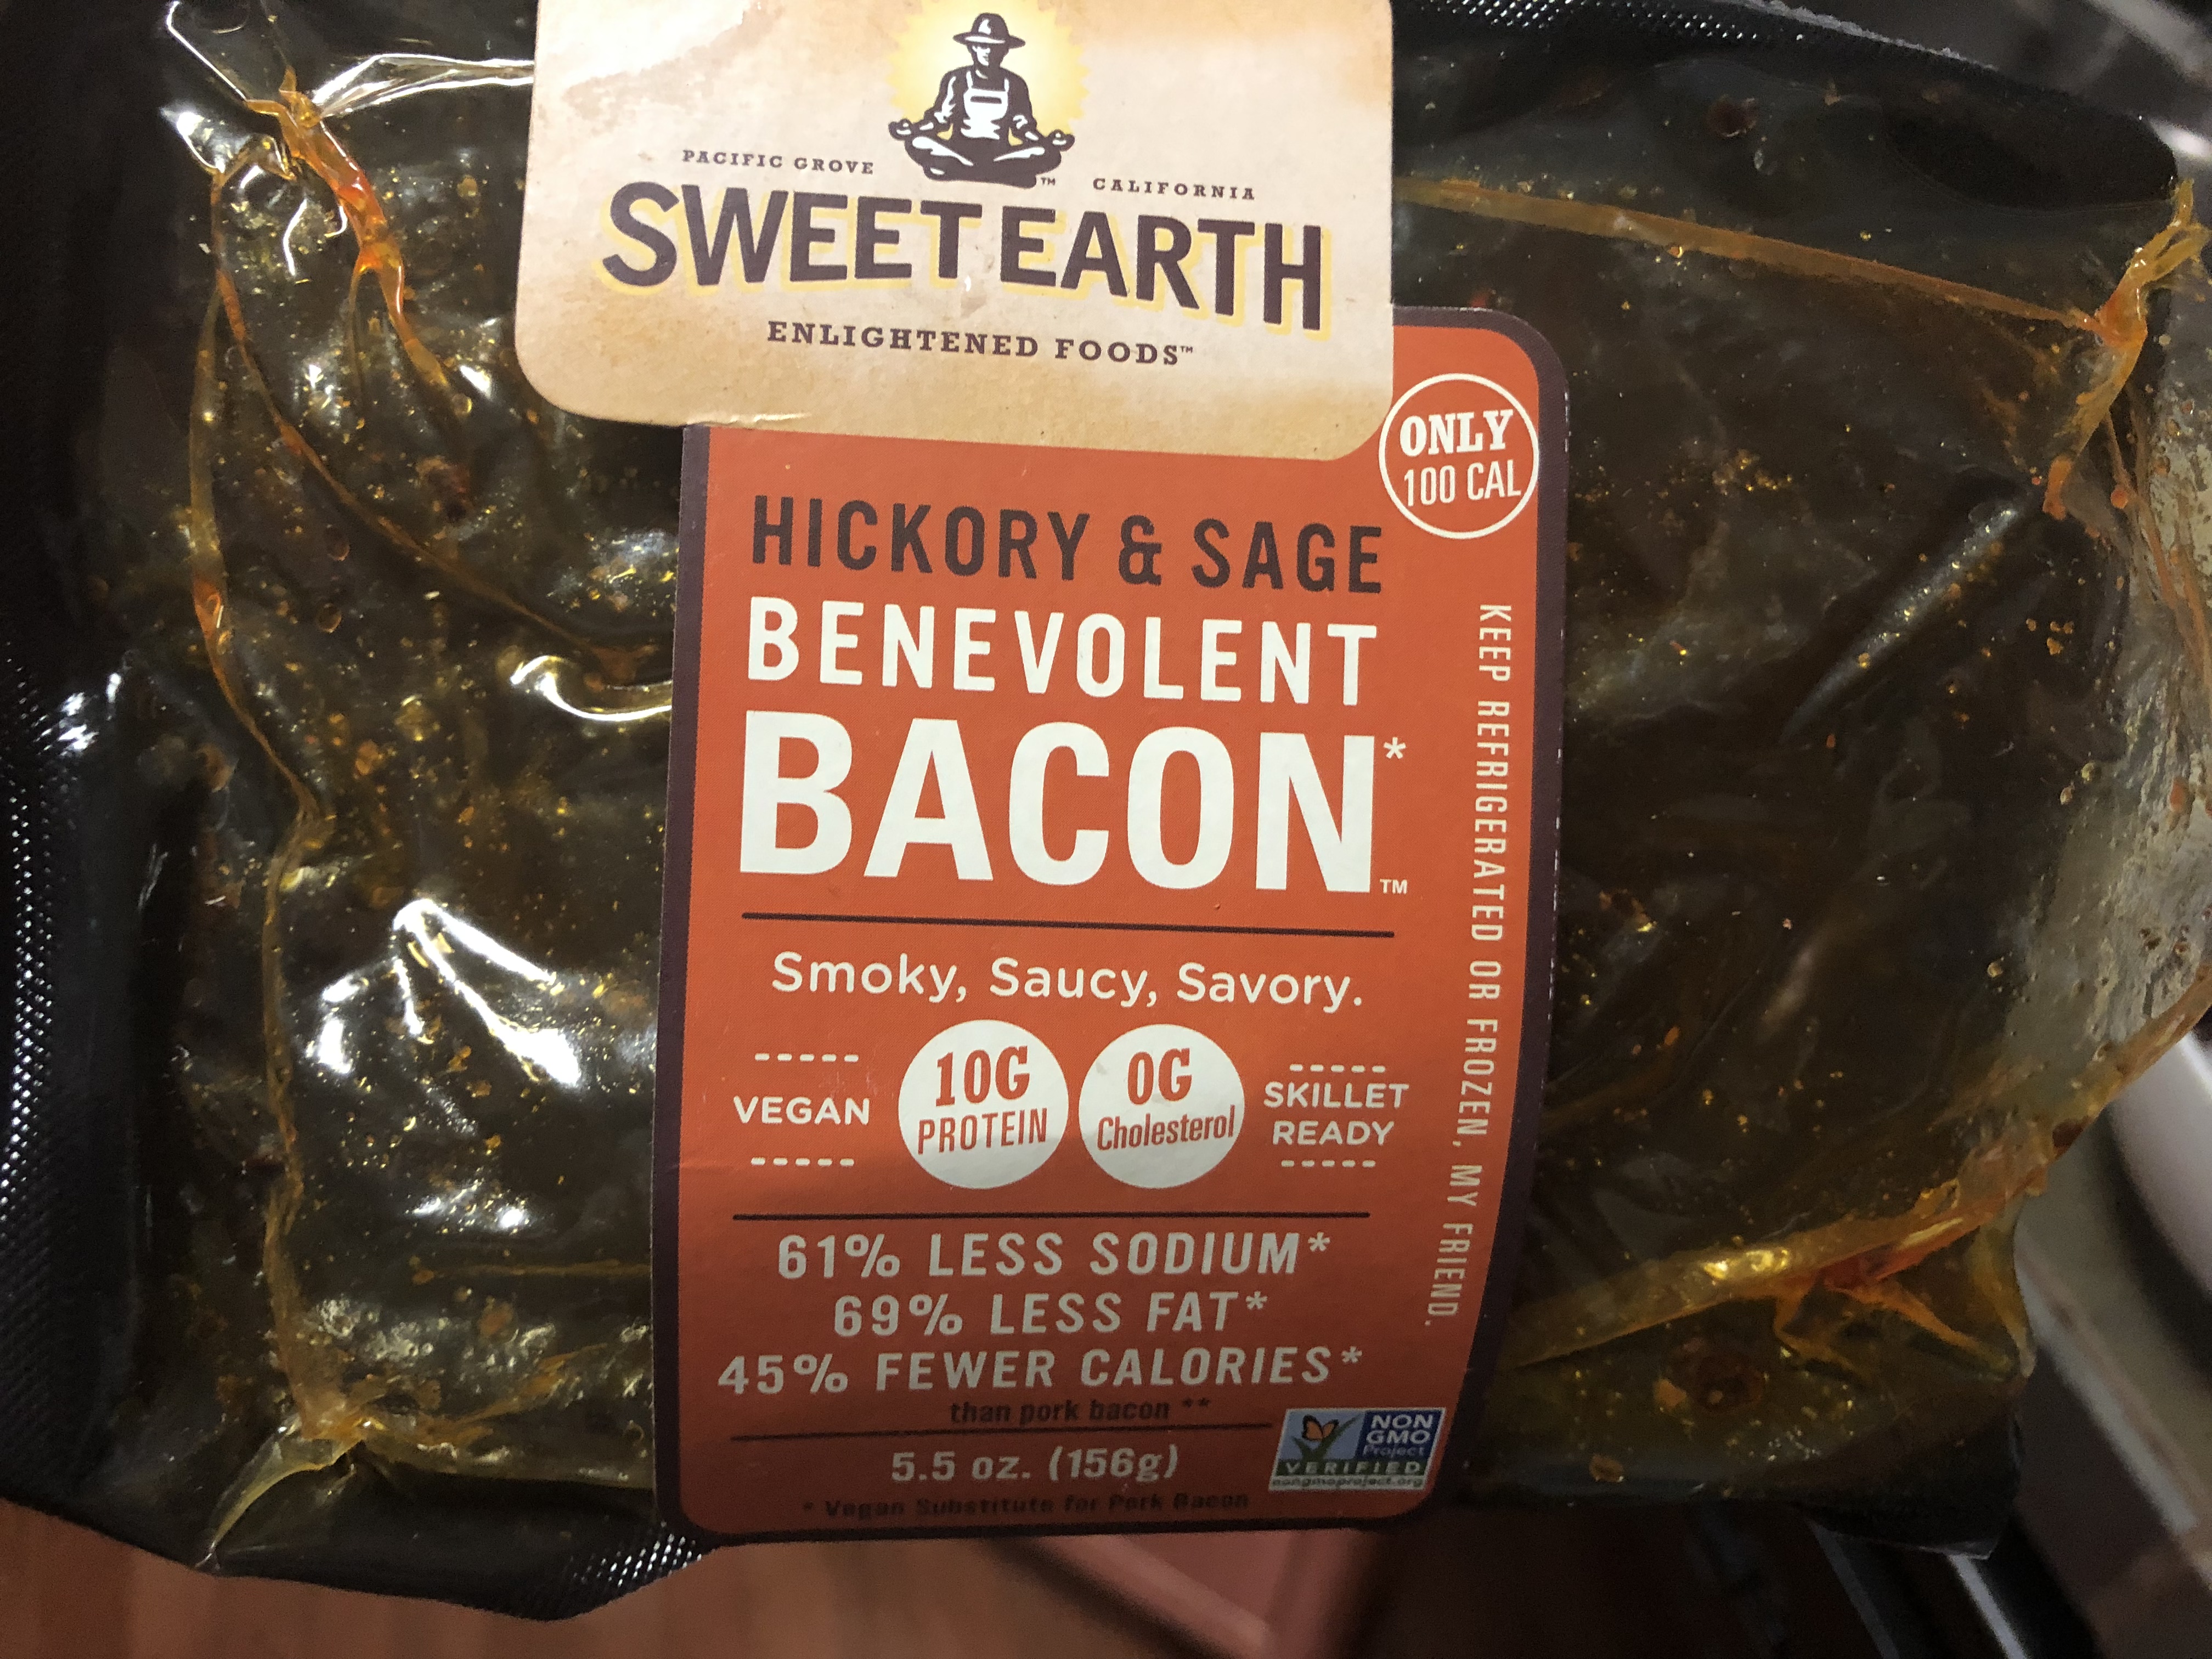 PACIFIC GROVE ™ CALIFORNIA
SWEET EARTH
ENLIGHTENED FOODS™
ONLY
100 CAL
HICKORY & SAGE
BENEVOLENT
BACON*™
Smoky, Saucy, Savory.
VEGAN
10G
PROTEIN
0G
Cholesterol
SKILLET
READY
61% LESS SODIUM*
69% LESS FAT*
45% FEWER CALORIES*
than pork bacon **
5.5 oz. (156g)
* Vegan Substitute for Pork Bacon
NON
GMO
Project
VERIFIED
nongmoproject.org
KEEP REFRIGERATED OR FROZEN, MY FRIEND.